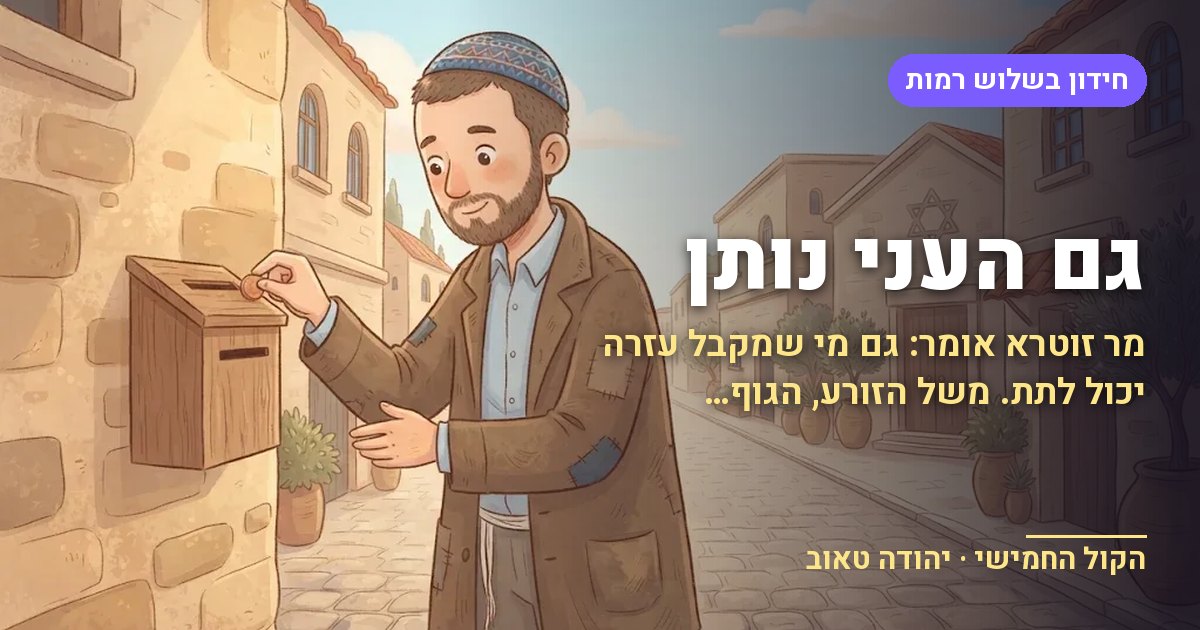 חידון בשלוש רמות
גם העני נותן
מר זוטרא אומר: גם מי שמקבל עזרה
יכול לתת. משל הזורע, הגוף...
הקול החמישי · יהודה טאוב